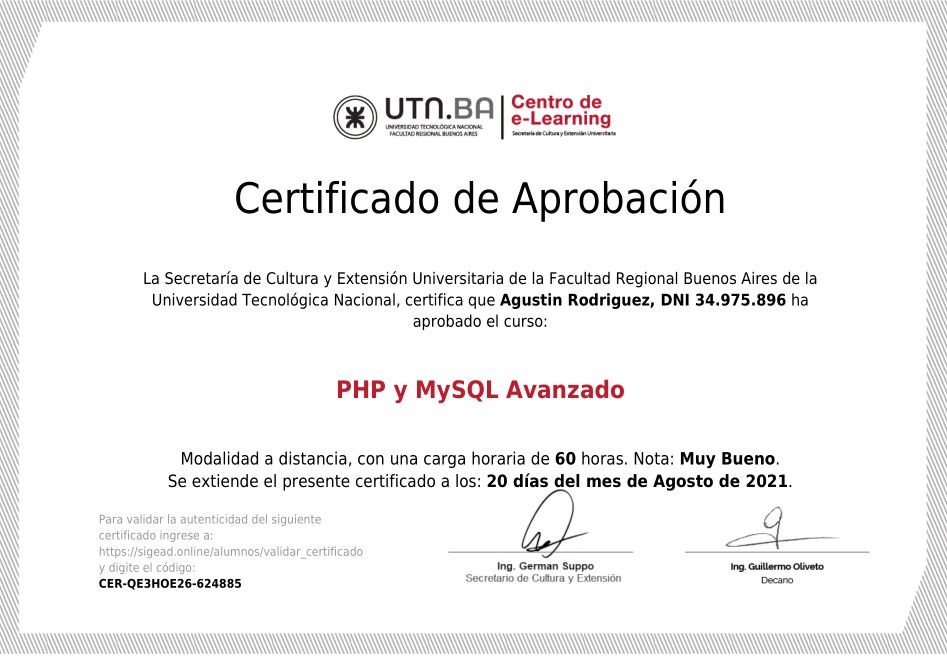 UTN.BA
UNIVERSIDAD TECNOLÓGICA NACIONAL
FACULTAD REGIONAL BUENOS AIRES
Centro de
e-Learning
Secretaría de Cultura y Extensión Universitaria
Certificado de Aprobación
La Secretaría de Cultura y Extensión Universitaria de la Facultad Regional Buenos Aires de la
Universidad Tecnológica Nacional, certifica que Agustin Rodriguez, DNI 34.975.896 ha
aprobado el curso:
PHP y MySQL Avanzado
Modalidad a distancia, con una carga horaria de 60 horas. Nota: Muy Bueno.
Se extiende el presente certificado a los: 20 días del mes de Agosto de 2021.
Para validar la autenticidad del siguiente
certificado ingrese a:
https://sigead.online/alumnos/validar_certificado
y digite el código:
CER-QE3HOE26-624885
Ing. German Suppo
Secretario de Cultura y Extensión
Ing. Guillermo Oliveto
Decano